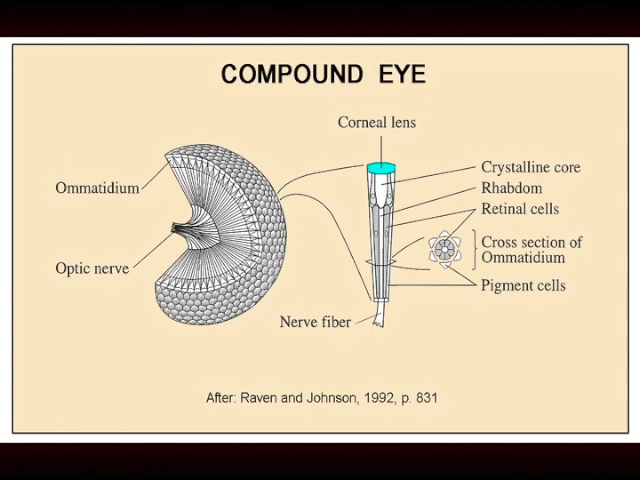 COMPOUND EYE
Corneal lens
Ommatidium
Optic nerve
Crystalline core
Rhabdom
Retinal cells
Cross section of
Ommatidium
Pigment cells
Nerve fiber
After: Raven and Johnson, 1992, p. 831